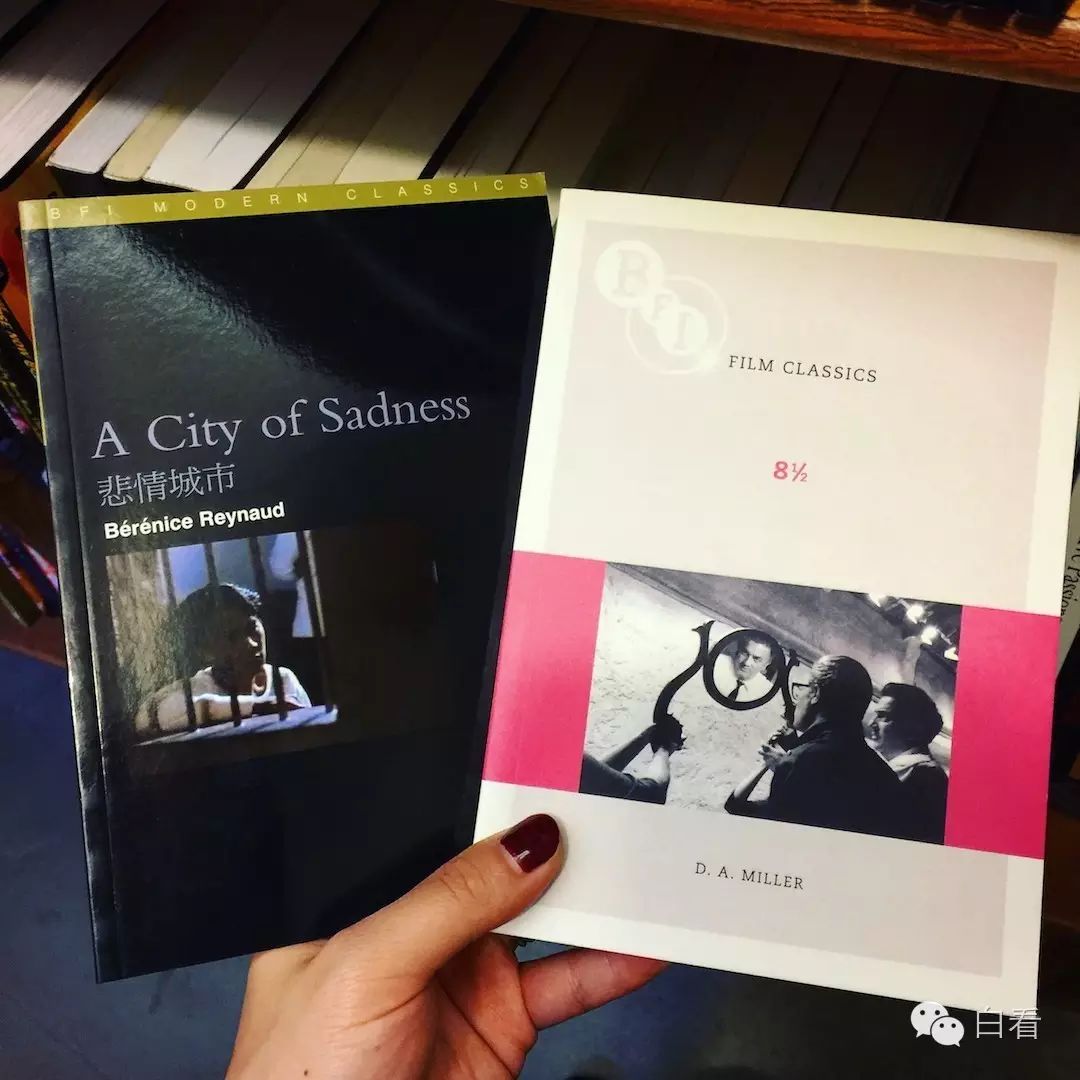 BFI MODERN CLASSICS
A City of Sadness
悲情城市
Bérénice Reynaud
BFI
FILM CLASSICS
8½
D. A. MILLER
Passion
白看